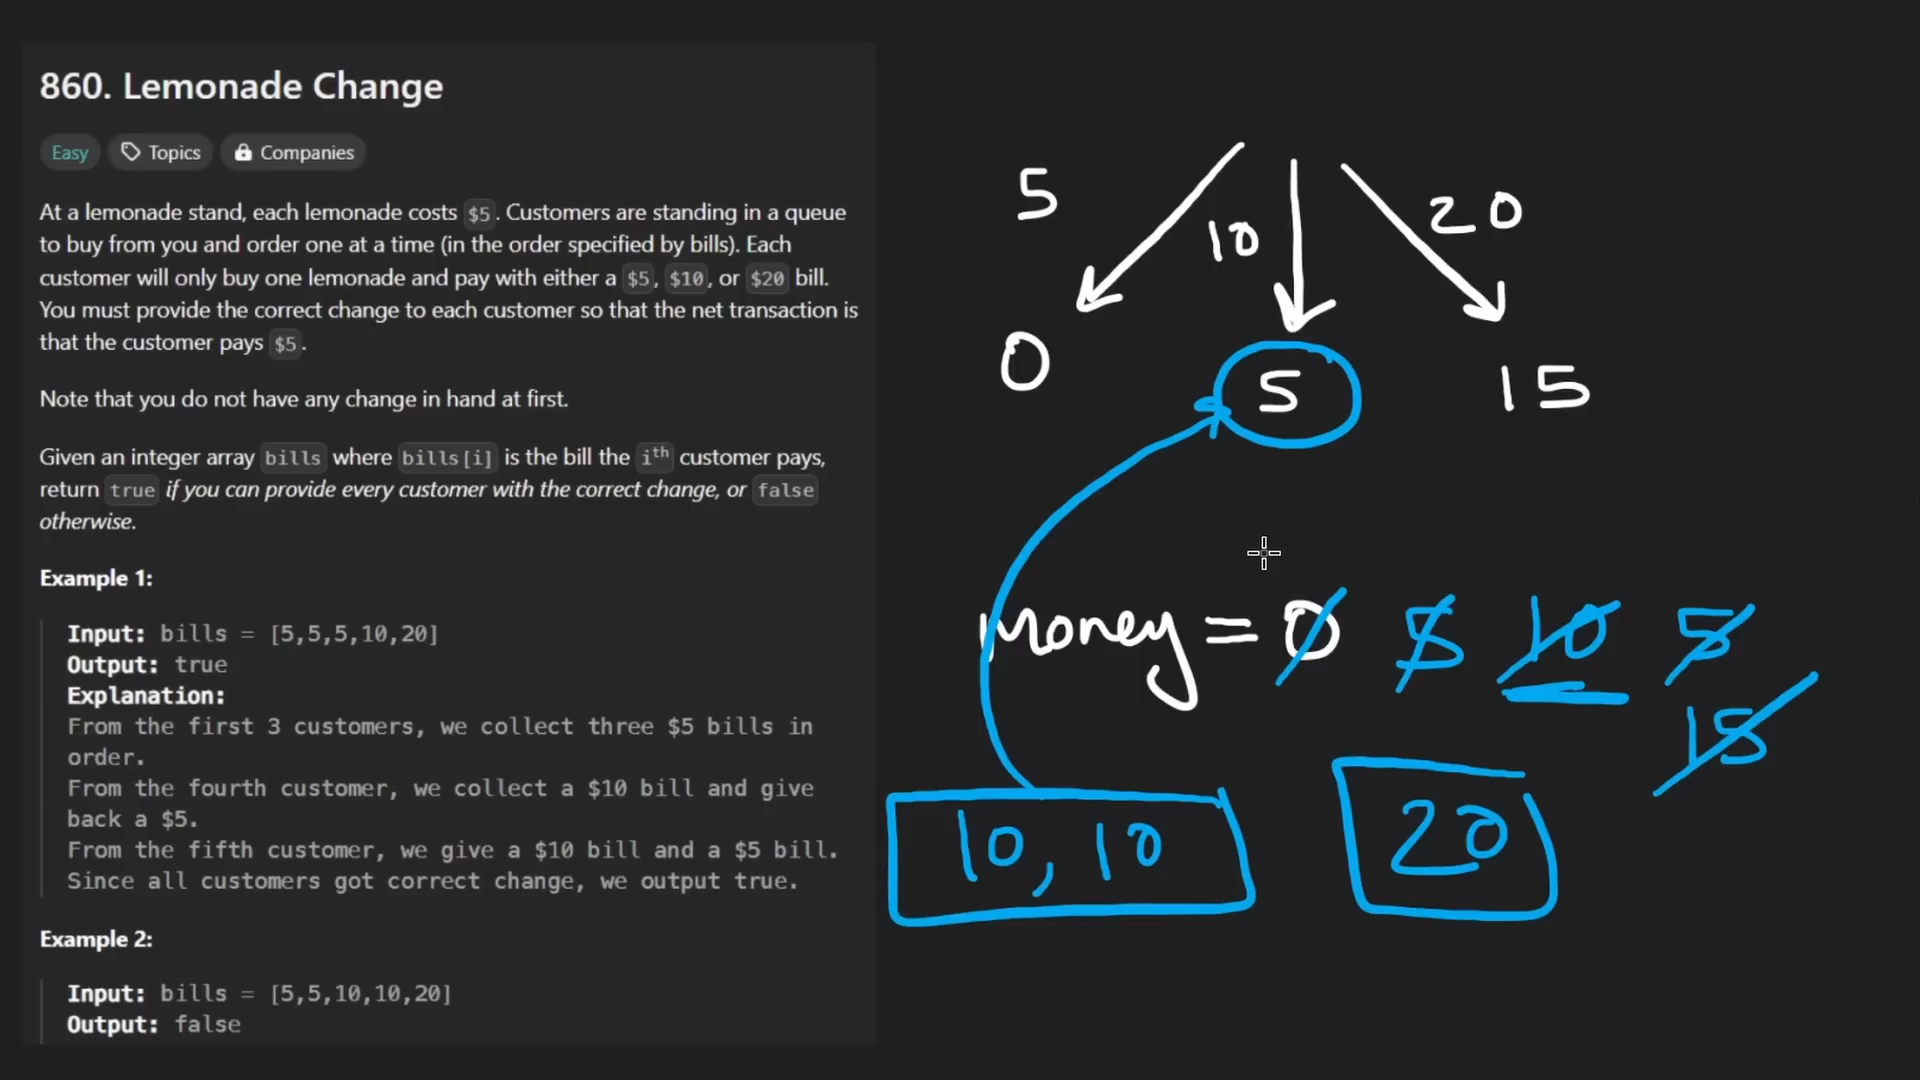 860. Lemonade Change
Easy Topics Companies
At a lemonade stand, each lemonade costs $5. Customers are standing in a queue
to buy from you and order one at a time (in the order specified by bills). Each
customer will only buy one lemonade and pay with either a $5, $10, or $20 bill.
You must provide the correct change to each customer so that the net transaction is
that the customer pays $5.
Note that you do not have any change in hand at first.
Given an integer array bills where bills[i] is the bill the ith customer pays,
return true if you can provide every customer with the correct change, or false
otherwise.
Example 1:
Input: bills = [5,5,5,10,20]
Output: true
Explanation:
From the first 3 customers, we collect three $5 bills in
order.
From the fourth customer, we collect a $10 bill and give
back a $5.
From the fifth customer, we give a $10 bill and a $5 bill.
Since all customers got correct change, we output true.
Example 2:
Input: bills = [5,5,10,10,20]
Output: false
5 10 20
0 5 15
money = 0 5 10 5
15
10, 10 20